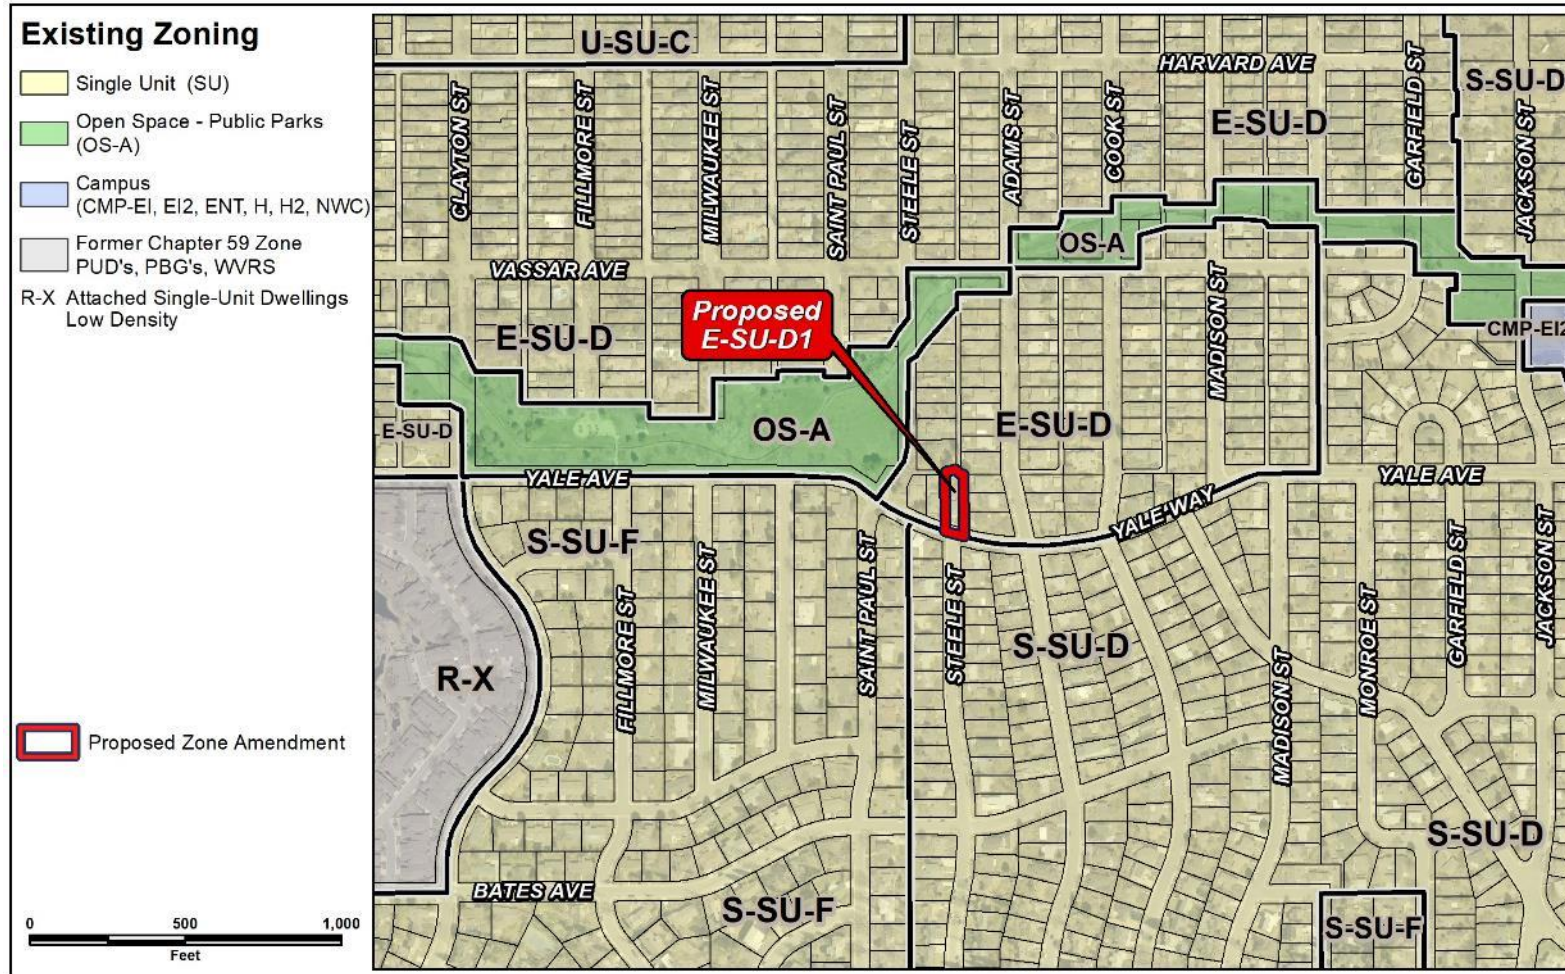 Existing Zoning
Single Unit (SU)
Open Space - Public Parks
(OS-A)
Campus
(CMP-EI, EI2, ENT, H, H2, NWC)
Former Chapter 59 Zone
PUD's, PBG's, WVRS
R-X Attached Single-Unit Dwellings
Low Density
Proposed Zone Amendment
0 500 1,000
Feet
U-SU-C
HARVARD AVE
S-SU-D
CLAYTON ST
FILLMORE ST
MILWAUKEE ST
SAINT PAUL ST
STEELE ST
ADAMS ST
COOK ST
E-SU-D
GARFIELD ST
JACKSON ST
OS-A
VASSAR AVE
MADISON ST
Proposed
E-SU-D1
E-SU-D
CMP-EI2
E-SU-D
OS-A
E-SU-D
YALE AVE
YALE AVE
YALE WAY
S-SU-F
FILLMORE ST
MILWAUKEE ST
SAINT PAUL ST
STEELE ST
S-SU-D
MADISON ST
MONROE ST
GARFIELD ST
JACKSON ST
R-X
S-SU-D
BATES AVE
S-SU-F
S-SU-F